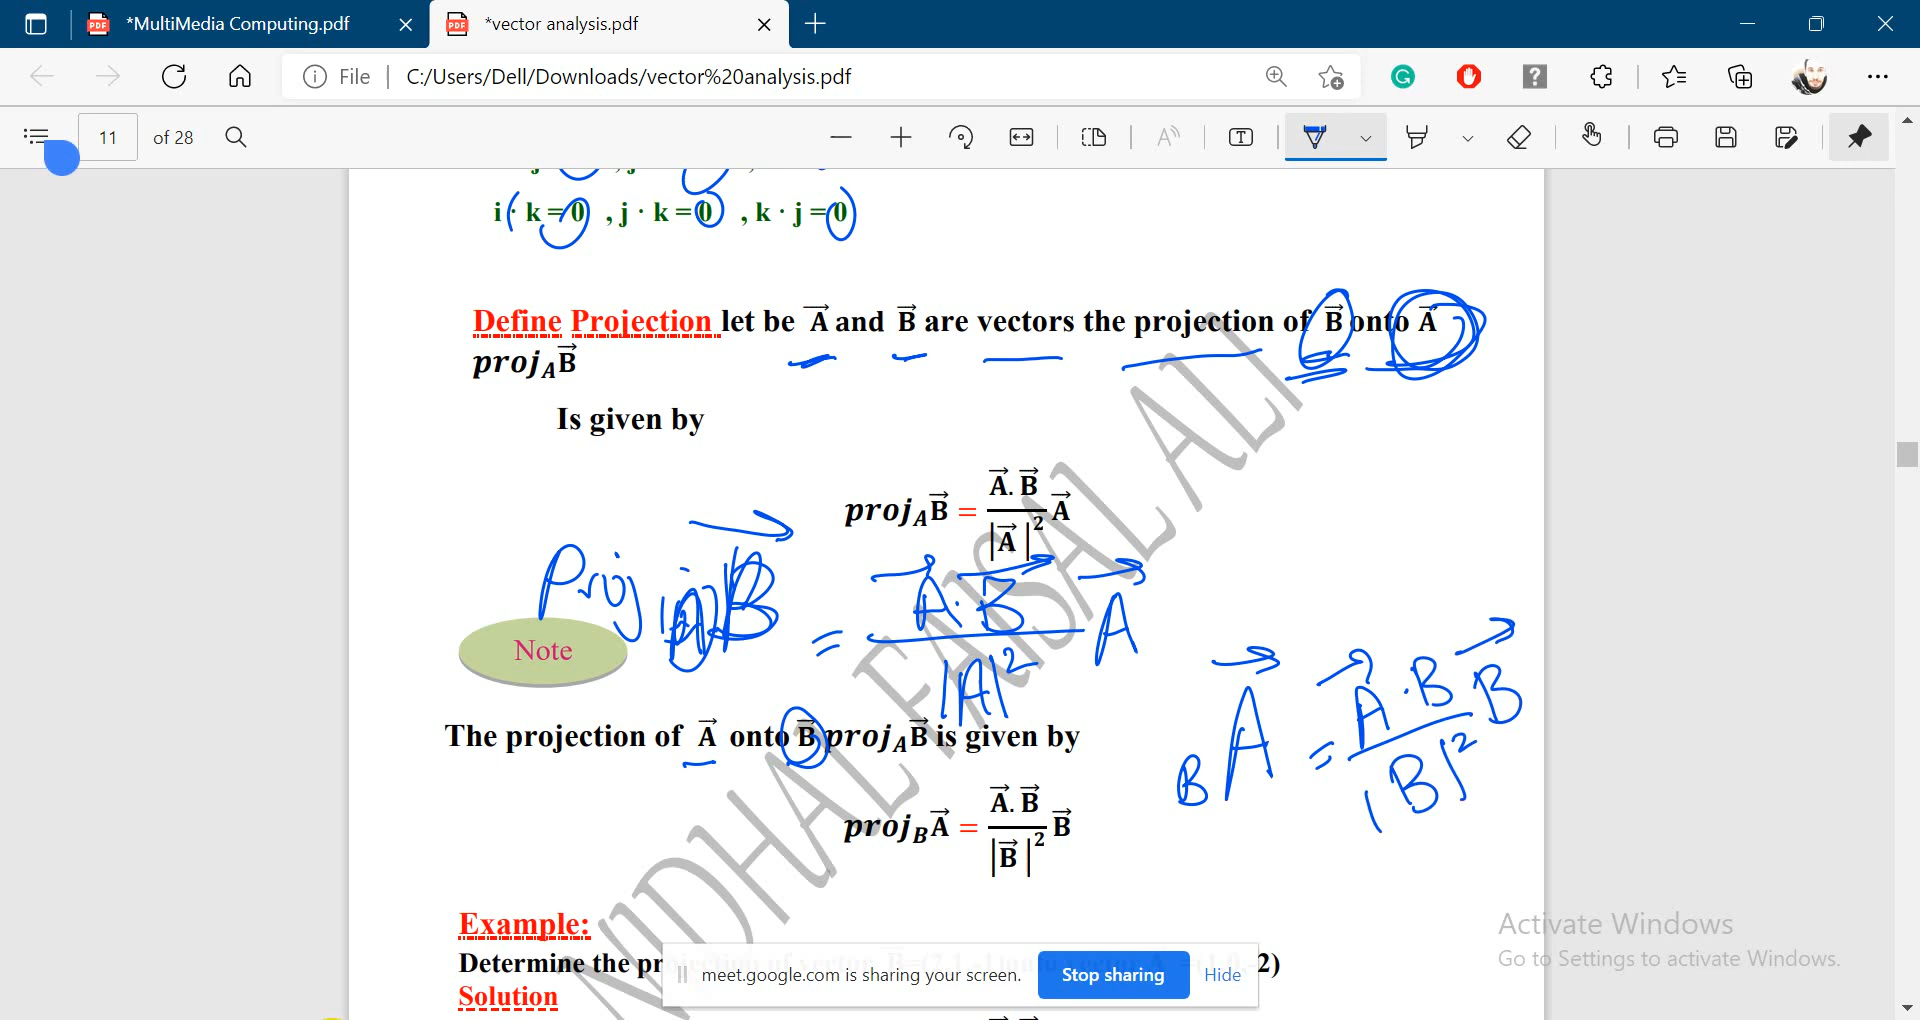 *MultiMedia Computing.pdf
*vector analysis.pdf
File | C:/Users/Dell/Downloads/vector%20analysis.pdf
11 of 28
i · k = 0 , j · k = 0 , k · j = 0
Define Projection let be A⃗ and B⃗ are vectors the projection of B⃗ onto A⃗
proj_A B⃗
Is given by
proj_A B⃗ = (A⃗ . B⃗ / |A⃗|²) A⃗
Proj B⃗ = (A⃗ · B⃗ / |A|²) A⃗
Note
_B A⃗ = (A⃗ · B / |B|²) B⃗
The projection of A⃗ onto B⃗ proj_A B⃗ is given by
proj_B A⃗ = (A⃗ . B⃗ / |B⃗|²) B⃗
Example:
Determine the pr 2)
Solution
meet.google.com is sharing your screen. Stop sharing Hide
Activate Windows
Go to Settings to activate Windows.
NIDHAL FAISAL ALI